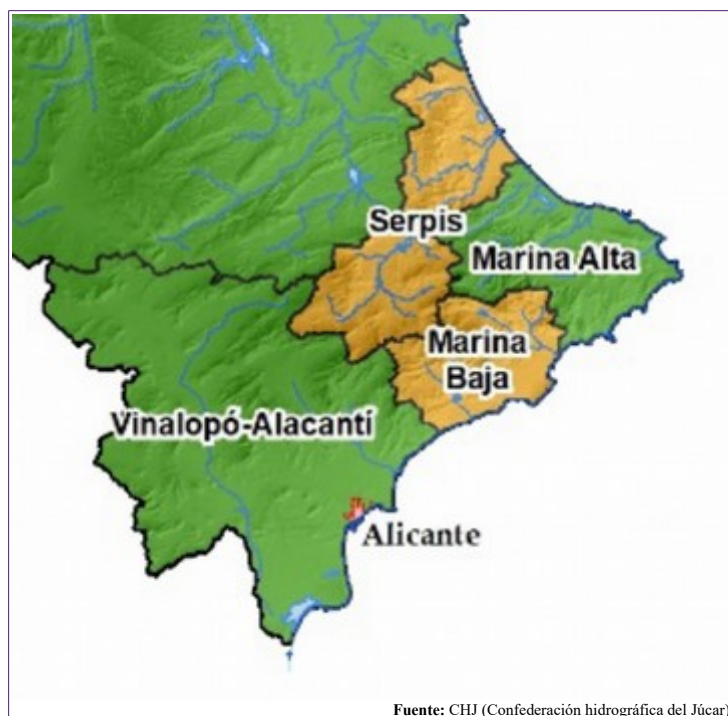 Serpis
Marina Alta
Marina
Baja
Vinalopó-Alacantí
Alicante
Fuente: CHJ (Confederación hidrográfica del Júcar)